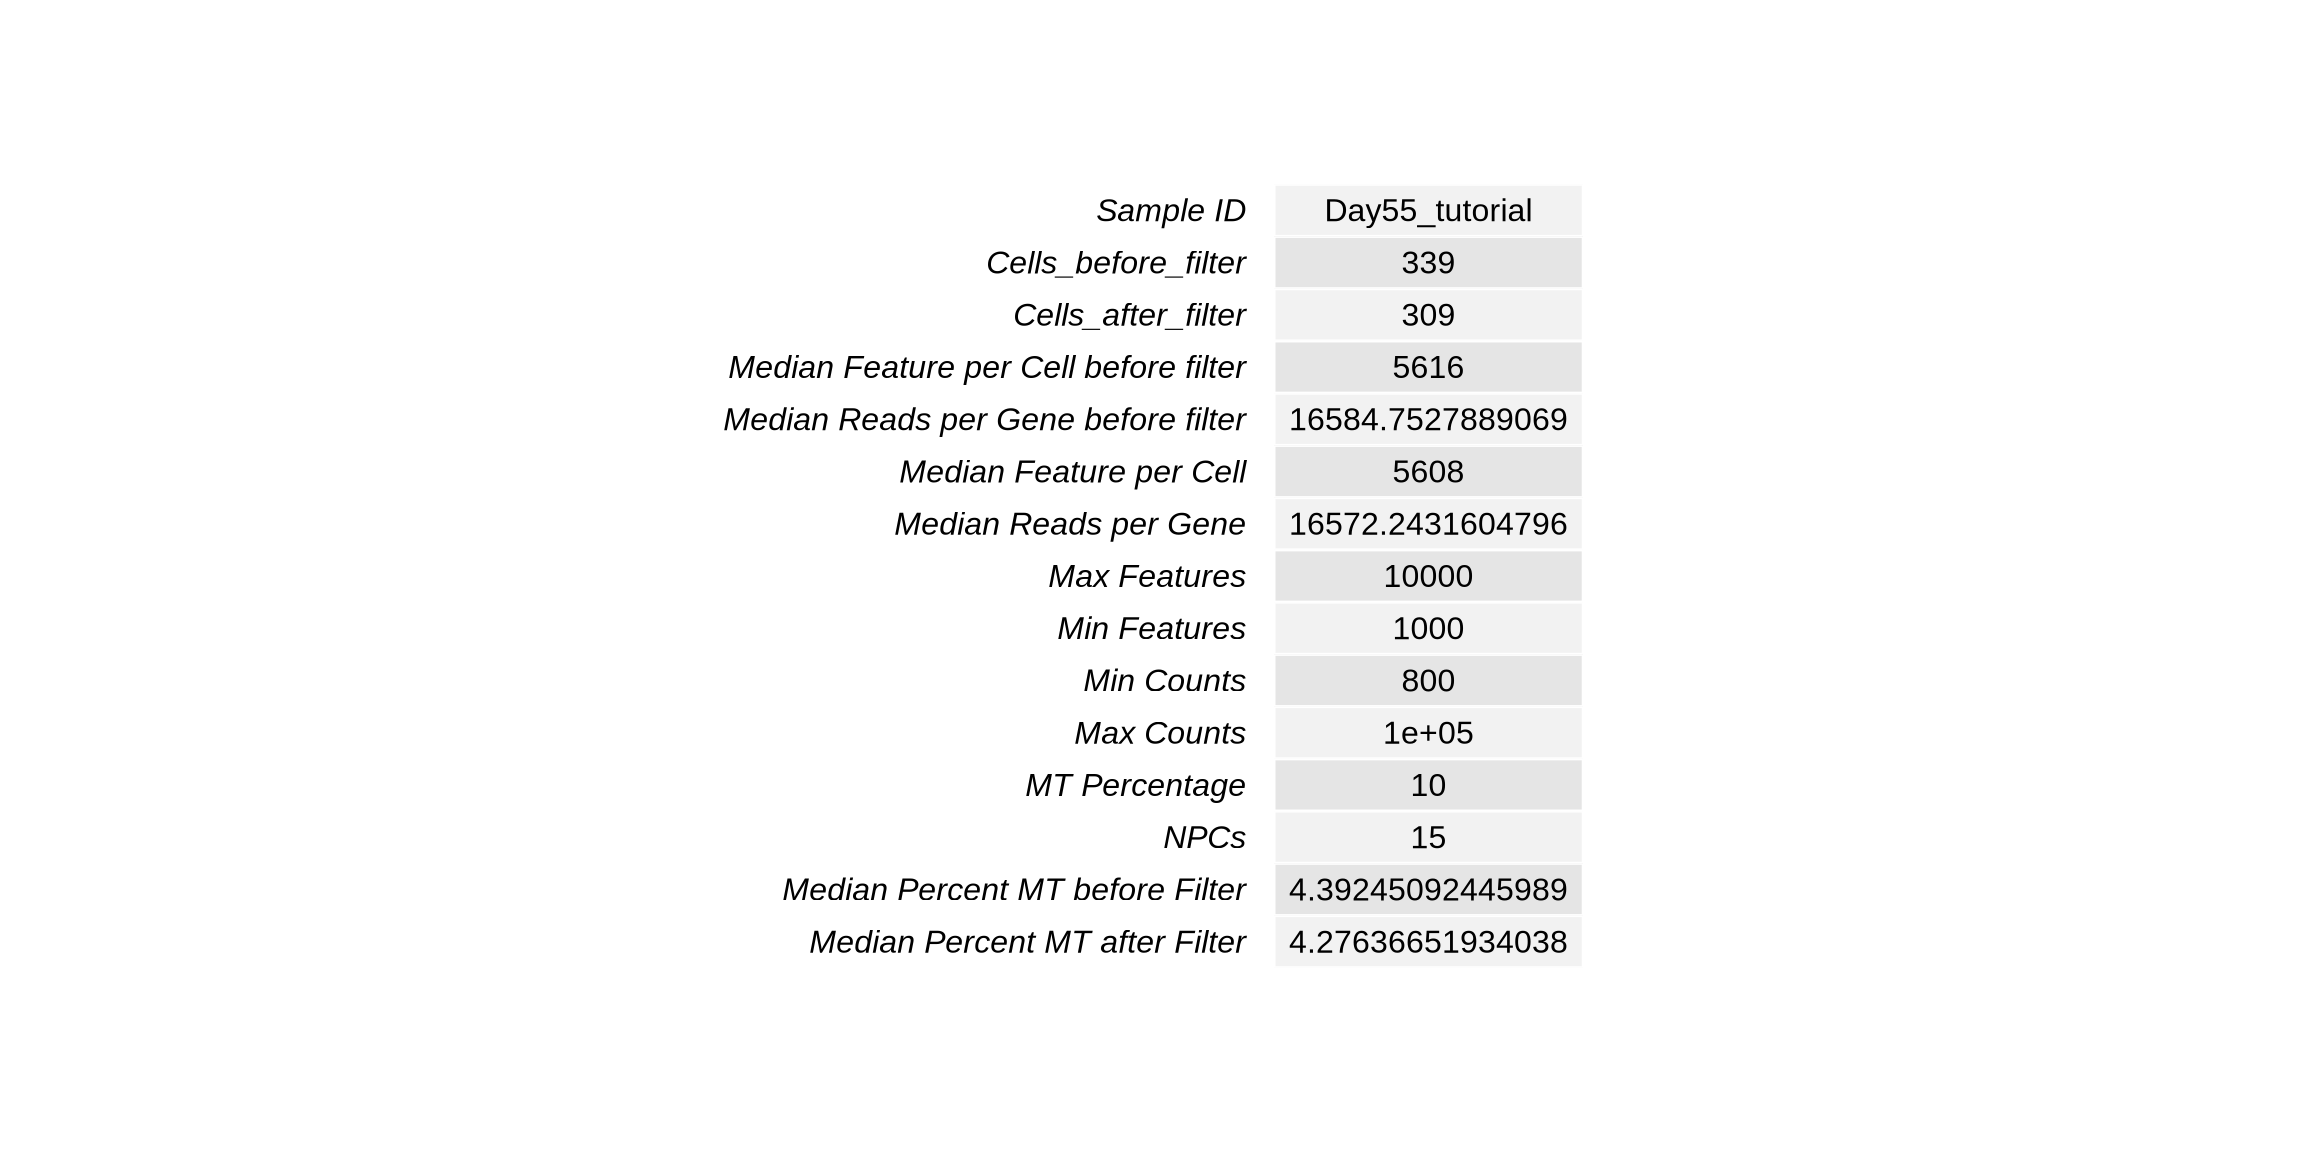 Sample ID Day55_tutorial
Cells_before_filter 339
Cells_after_filter 309
Median Feature per Cell before filter 5616
Median Reads per Gene before filter 16584.7527889069
Median Feature per Cell 5608
Median Reads per Gene 16572.2431604796
Max Features 10000
Min Features 1000
Min Counts 800
Max Counts 1e+05
MT Percentage 10
NPCs 15
Median Percent MT before Filter 4.39245092445989
Median Percent MT after Filter 4.27636651934038